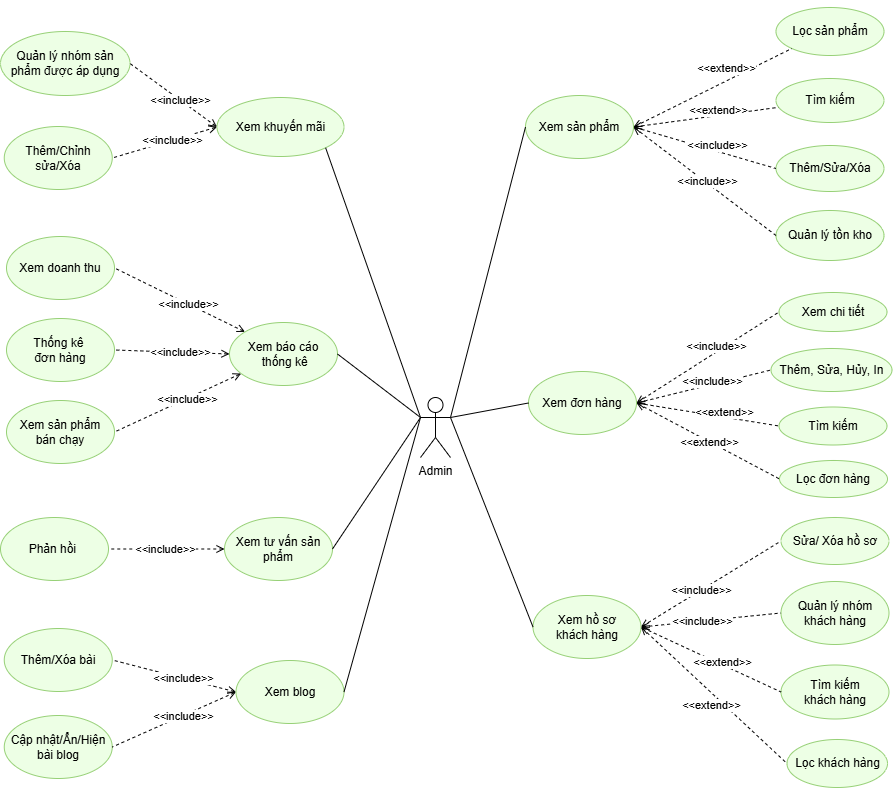 Quản lý nhóm sản
phẩm được áp dụng
<<include>>
Xem khuyến mãi
<<include>>
Thêm/Chỉnh
sửa/Xóa
Xem doanh thu
<<include>>
Thống kê
đơn hàng
<<include>>
Xem báo cáo
thống kê
<<include>>
Xem sản phẩm
bán chạy
Phản hồi
<<include>>
Xem tư vấn sản
phẩm
Thêm/Xóa bài
<<include>>
Xem blog
<<include>>
Cập nhật/Ẩn/Hiện
bài blog
Admin
Lọc sản phẩm
<<extend>>
Tìm kiếm
<<extend>>
Xem sản phẩm
<<include>>
Thêm/Sửa/Xóa
<<include>>
Quản lý tồn kho
Xem chi tiết
<<include>>
Thêm, Sửa, Hủy, In
<<include>>
Xem đơn hàng
<<extend>>
Tìm kiếm
<<extend>>
Lọc đơn hàng
Sửa/ Xóa hồ sơ
<<include>>
Quản lý nhóm
khách hàng
<<include>>
Xem hồ sơ
khách hàng
<<extend>>
Tìm kiếm
khách hàng
<<extend>>
Lọc khách hàng